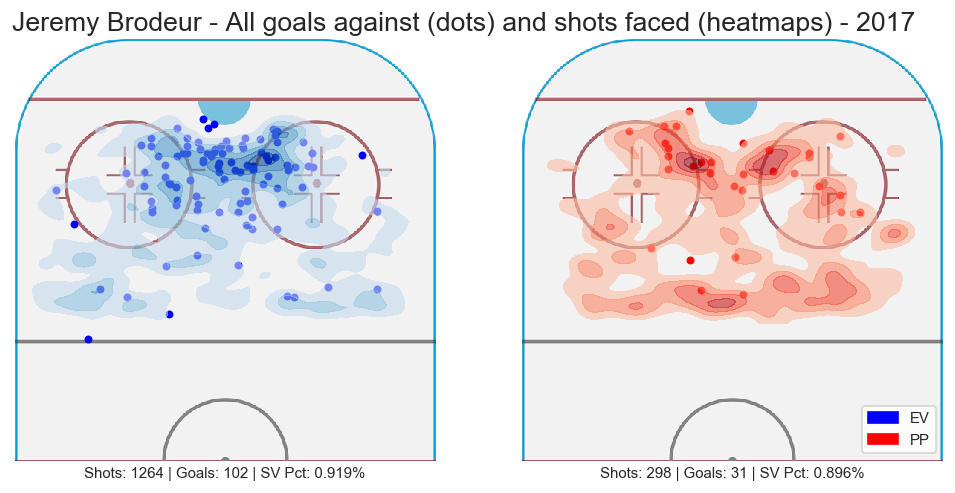 Jeremy Brodeur - All goals against (dots) and shots faced (heatmaps) - 2017
EV
PP
Shots: 1264 | Goals: 102 | SV Pct: 0.919%
Shots: 298 | Goals: 31 | SV Pct: 0.896%